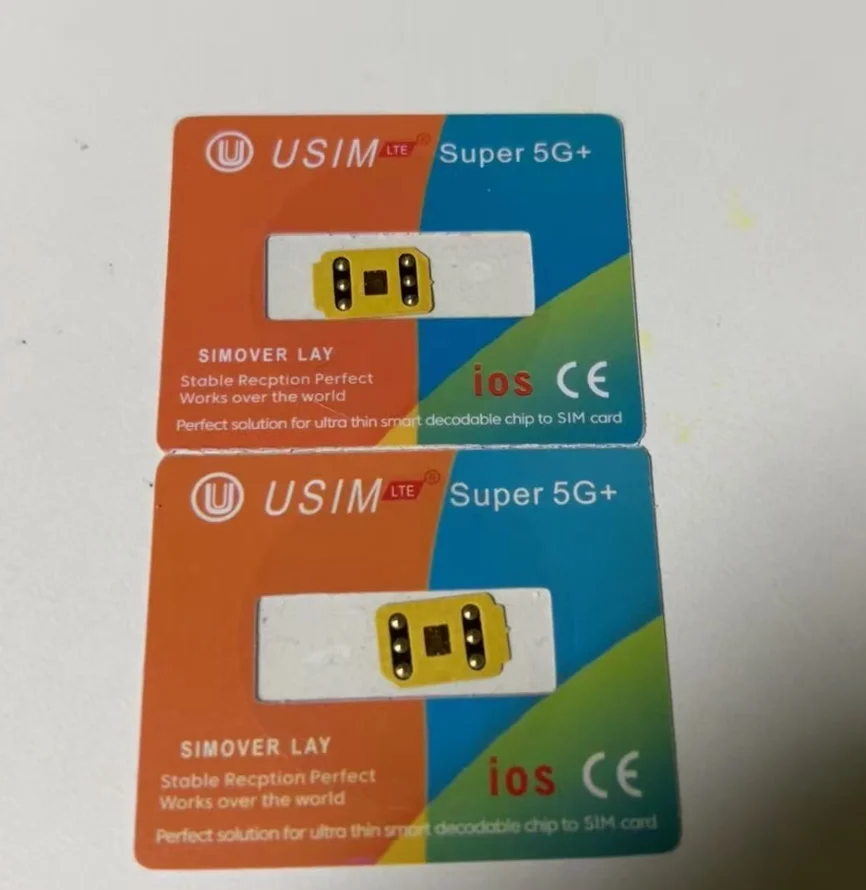 U USIM LTE ® Super 5G+
SIMOVER LAY
Stable Recption Perfect
Works over the world
ios CE
Perfect solution for ultra thin smart decodable chip to SIM card
U USIM LTE ® Super 5G+
SIMOVER LAY
Stable Recption Perfect
Works over the world
ios CE
Perfect solution for ultra thin smart decodable chip to SIM card